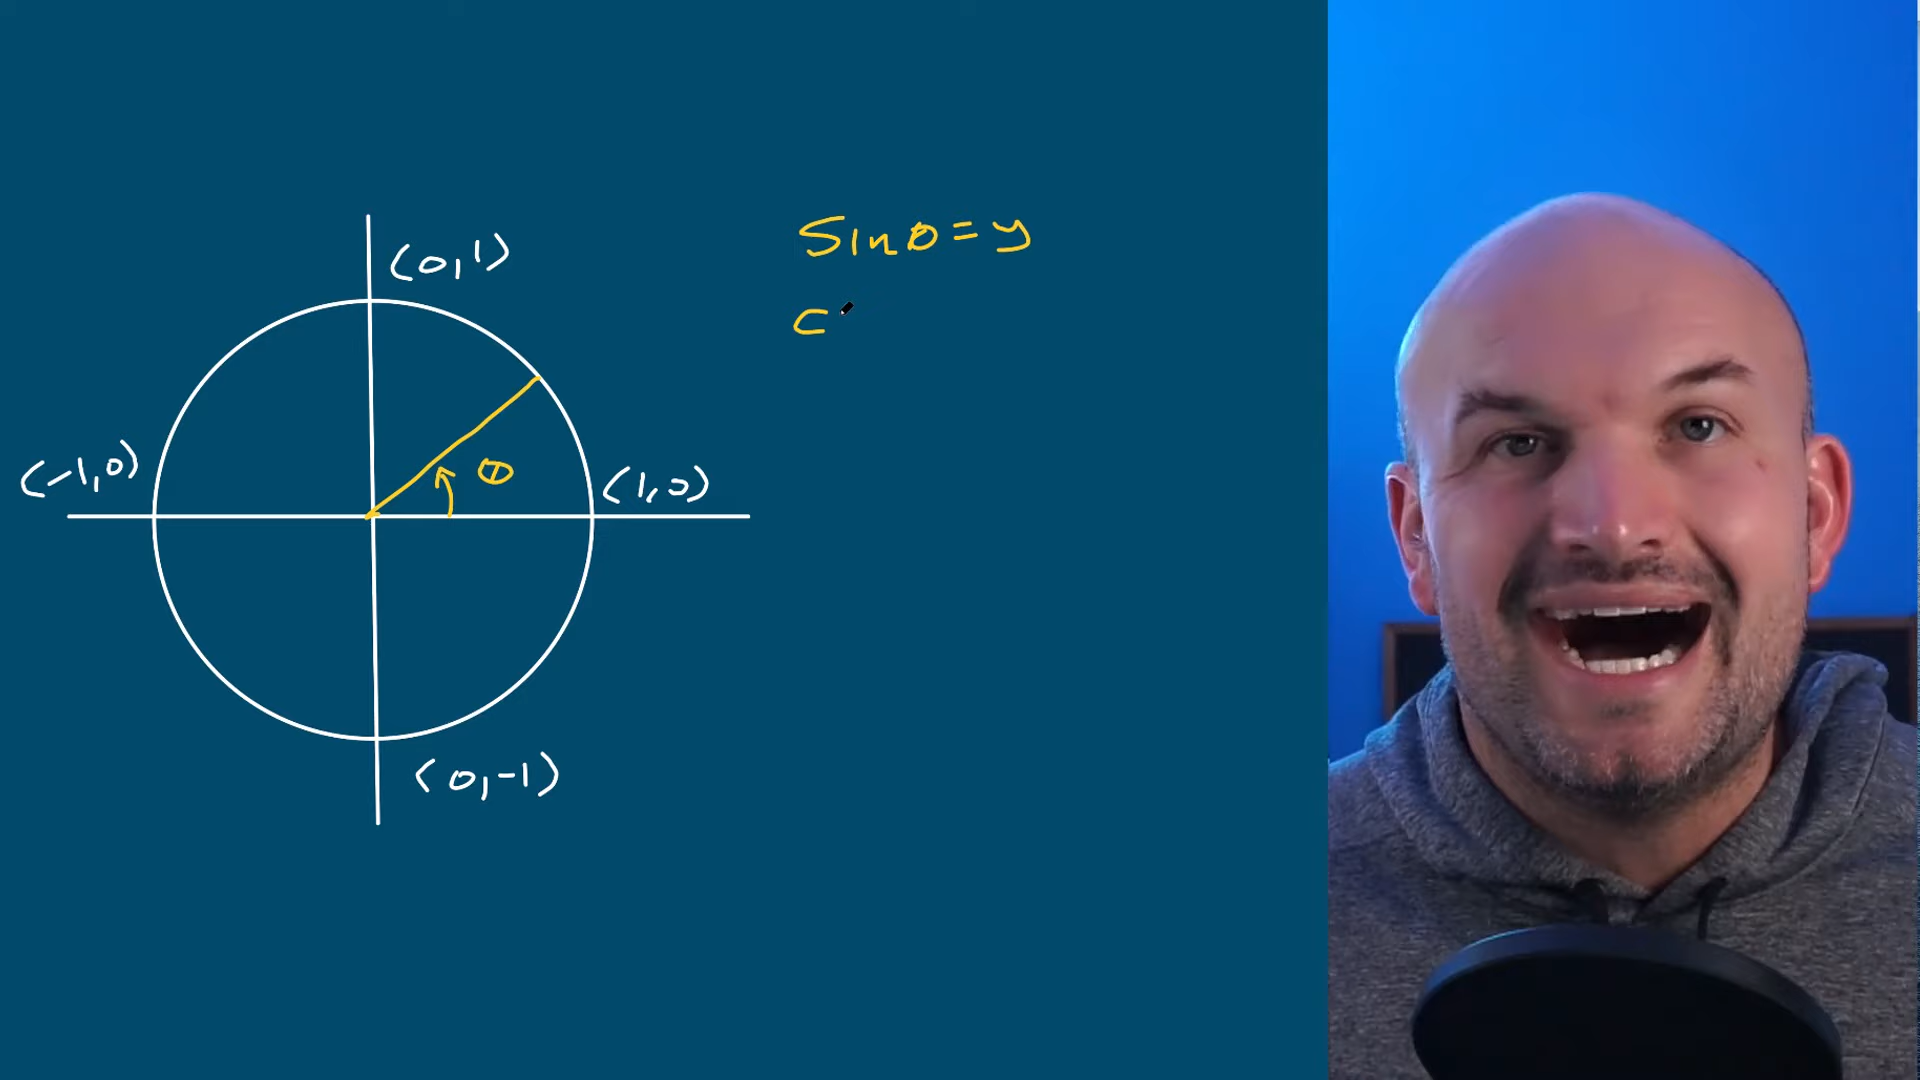 (0,1)
sinθ=y
c
(-1,0)
θ
(1,0)
(0,-1)